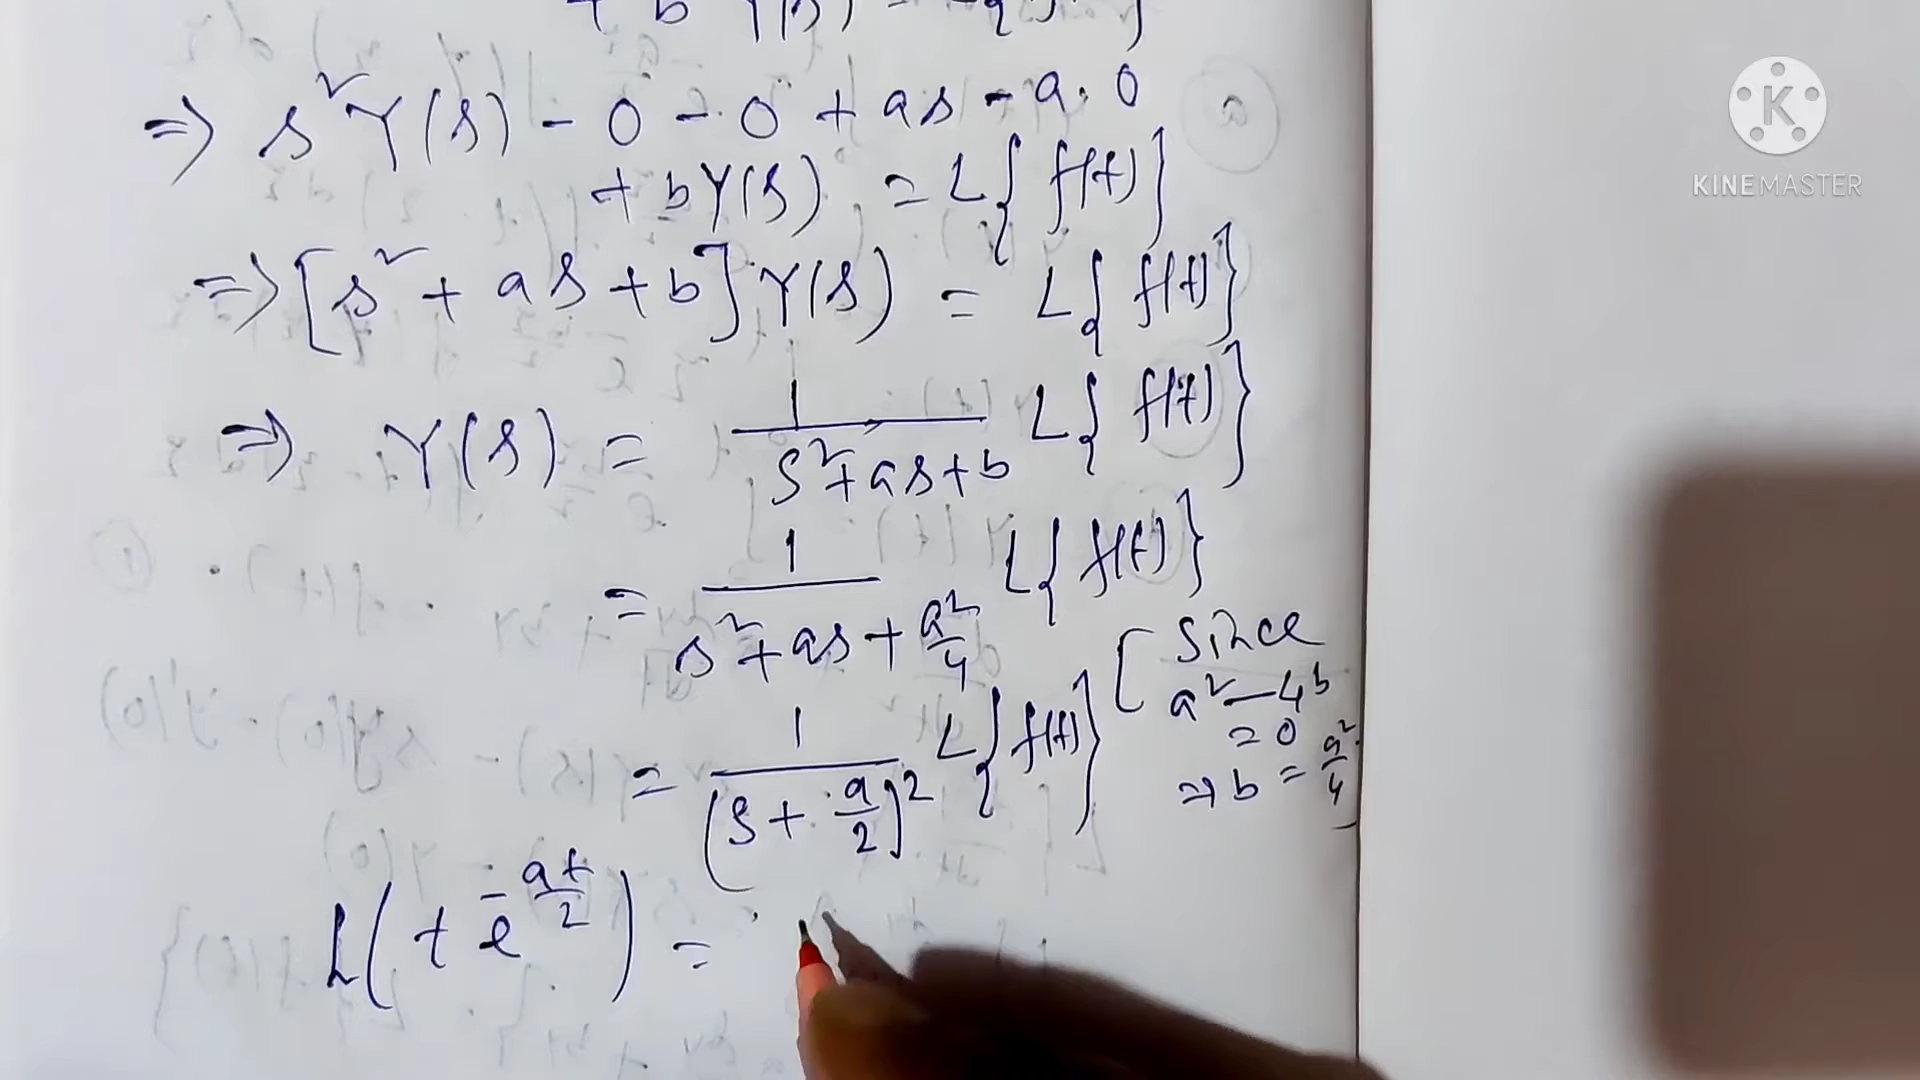 ⇒ s²Y(s) - 0 - 0 + as - a.0
+ bY(s) = L{f(t)}
⇒ [s² + as + b] Y(s) = L{f(t)}
⇒ Y(s) = 1/(s²+as+b) L{f(t)}
= 1/(s²+as+a²/4) L{f(t)}
[Since
a²-4b
= 0
⇒ b = a²/4]
= 1/(s + a/2)² L{f(t)}
L(t e^-at/2) =
K
KINEMASTER